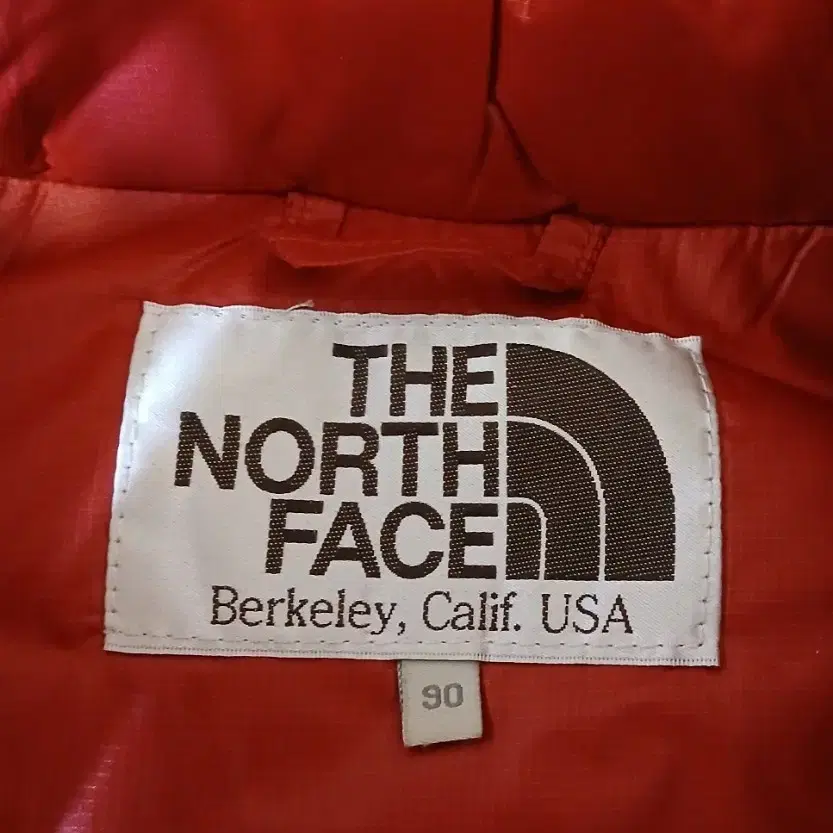 THE
NORTH
FACE
Berkeley, Calif. USA
90